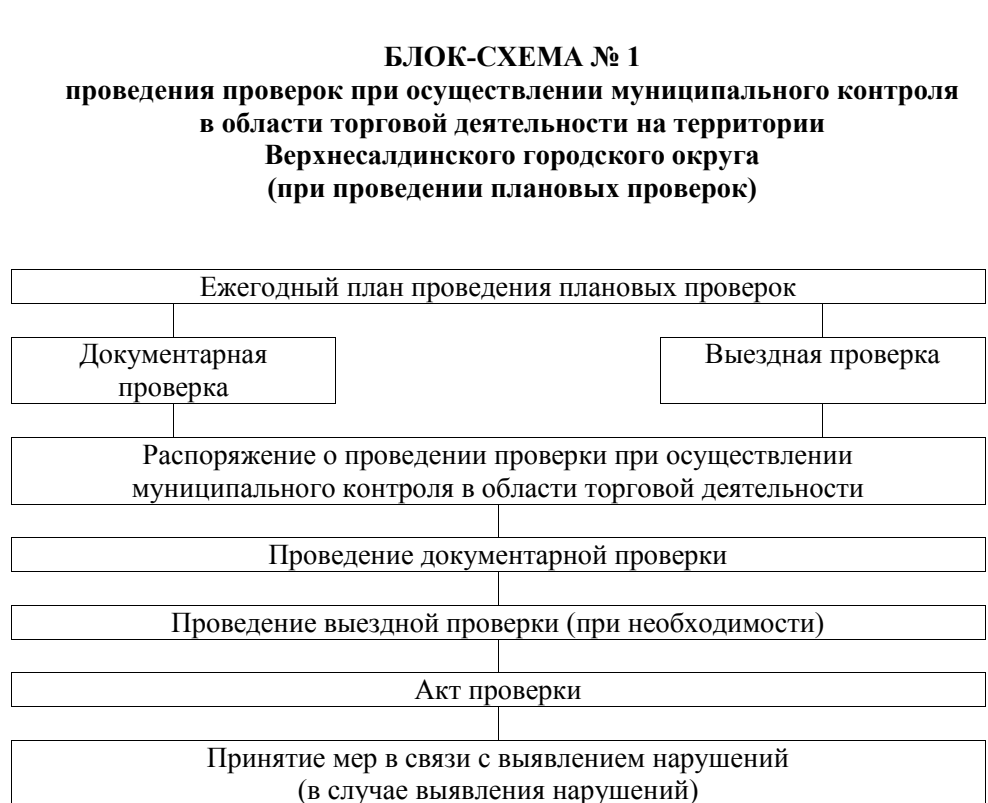 БЛОК-СХЕМА № 1
проведения проверок при осуществлении муниципального контроля
в области торговой деятельности на территории
Верхнесалдинского городского округа
(при проведении плановых проверок)
Ежегодный план проведения плановых проверок
Документарная
проверка
Выездная проверка
Распоряжение о проведении проверки при осуществлении
муниципального контроля в области торговой деятельности
Проведение документарной проверки
Проведение выездной проверки (при необходимости)
Акт проверки
Принятие мер в связи с выявлением нарушений
(в случае выявления нарушений)